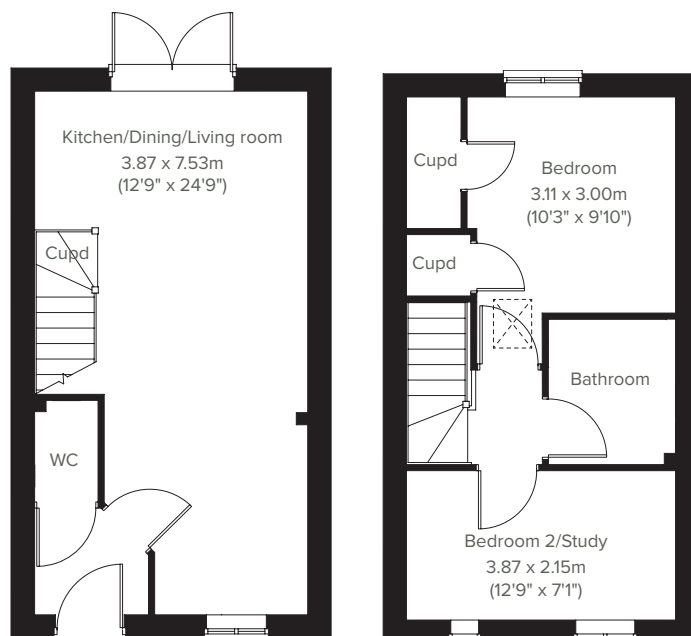 Kitchen/Dining/Living room
3.87 x 7.53m
(12'9" x 24'9")
Cupd
WC
Cupd
Bedroom
3.11 x 3.00m
(10'3" x 9'10")
Cupd
Bathroom
Bedroom 2/Study
3.87 x 2.15m
(12'9" x 7'1")